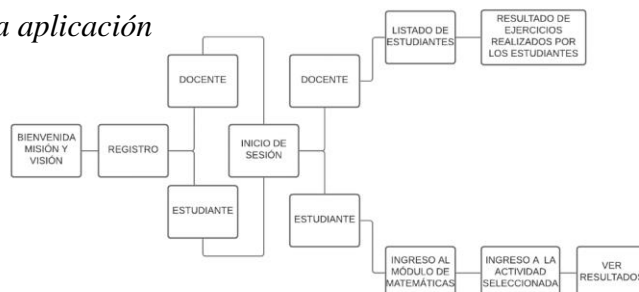 a aplicación
BIENVENIDA
MISIÓN Y
VISIÓN
REGISTRO
DOCENTE
ESTUDIANTE
INICIO DE
SESIÓN
DOCENTE
ESTUDIANTE
LISTADO DE
ESTUDIANTES
RESULTADO DE
EJERCICIOS
REALIZADOS POR
LOS ESTUDIANTES
INGRESO AL
MÓDULO DE
MATEMÁTICAS
INGRESO A LA
ACTIVIDAD
SELECCIONADA
VER
RESULTADOS